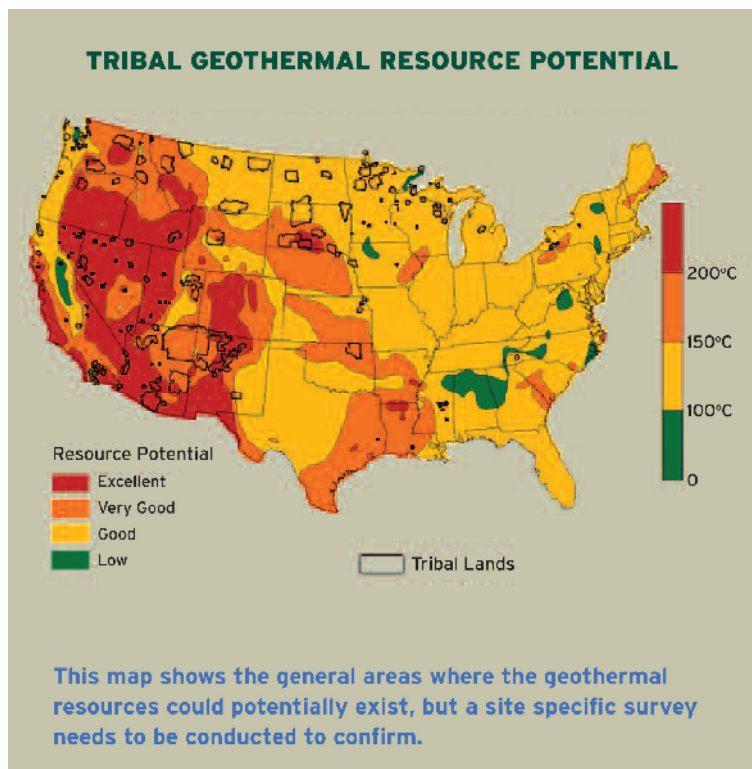 TRIBAL GEOTHERMAL RESOURCE POTENTIAL
200°C
150°C
100°C
0
Resource Potential
Excellent
Very Good
Good
Low
Tribal Lands
This map shows the general areas where the geothermal
resources could potentially exist, but a site specific survey
needs to be conducted to confirm.